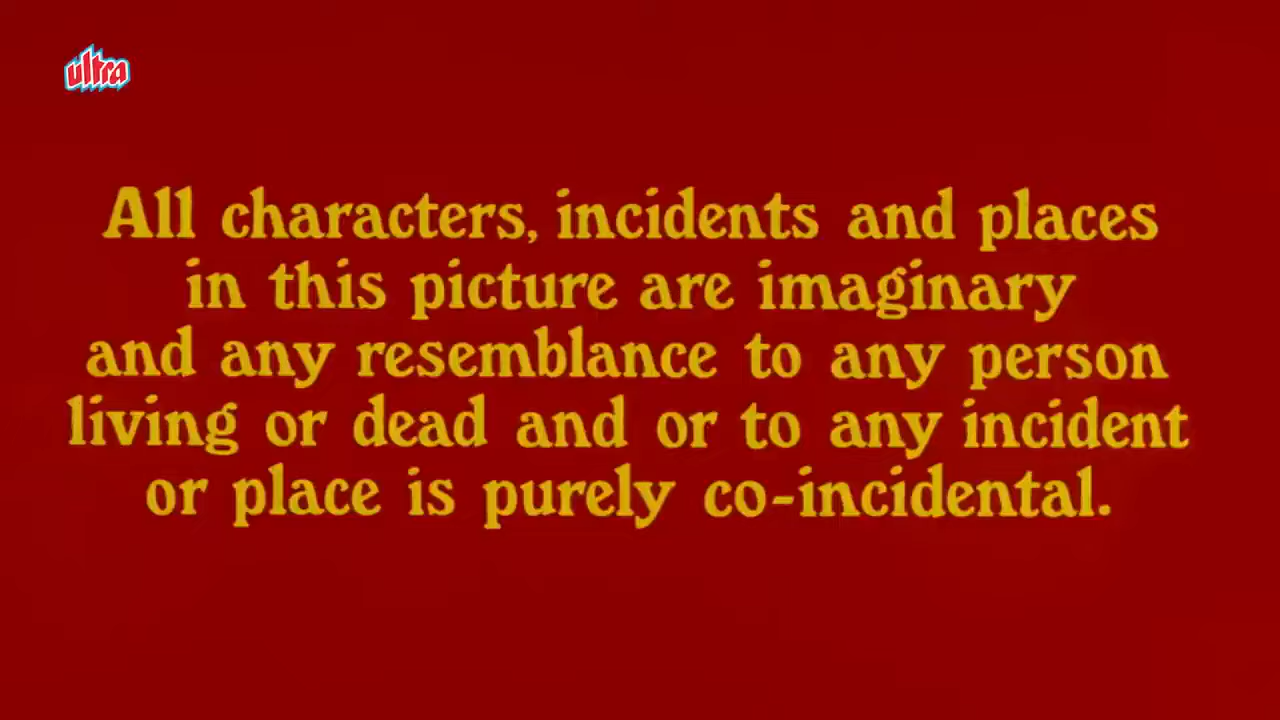 ultra
All characters, incidents and places
in this picture are imaginary
and any resemblance to any person
living or dead and or to any incident
or place is purely co-incidental.